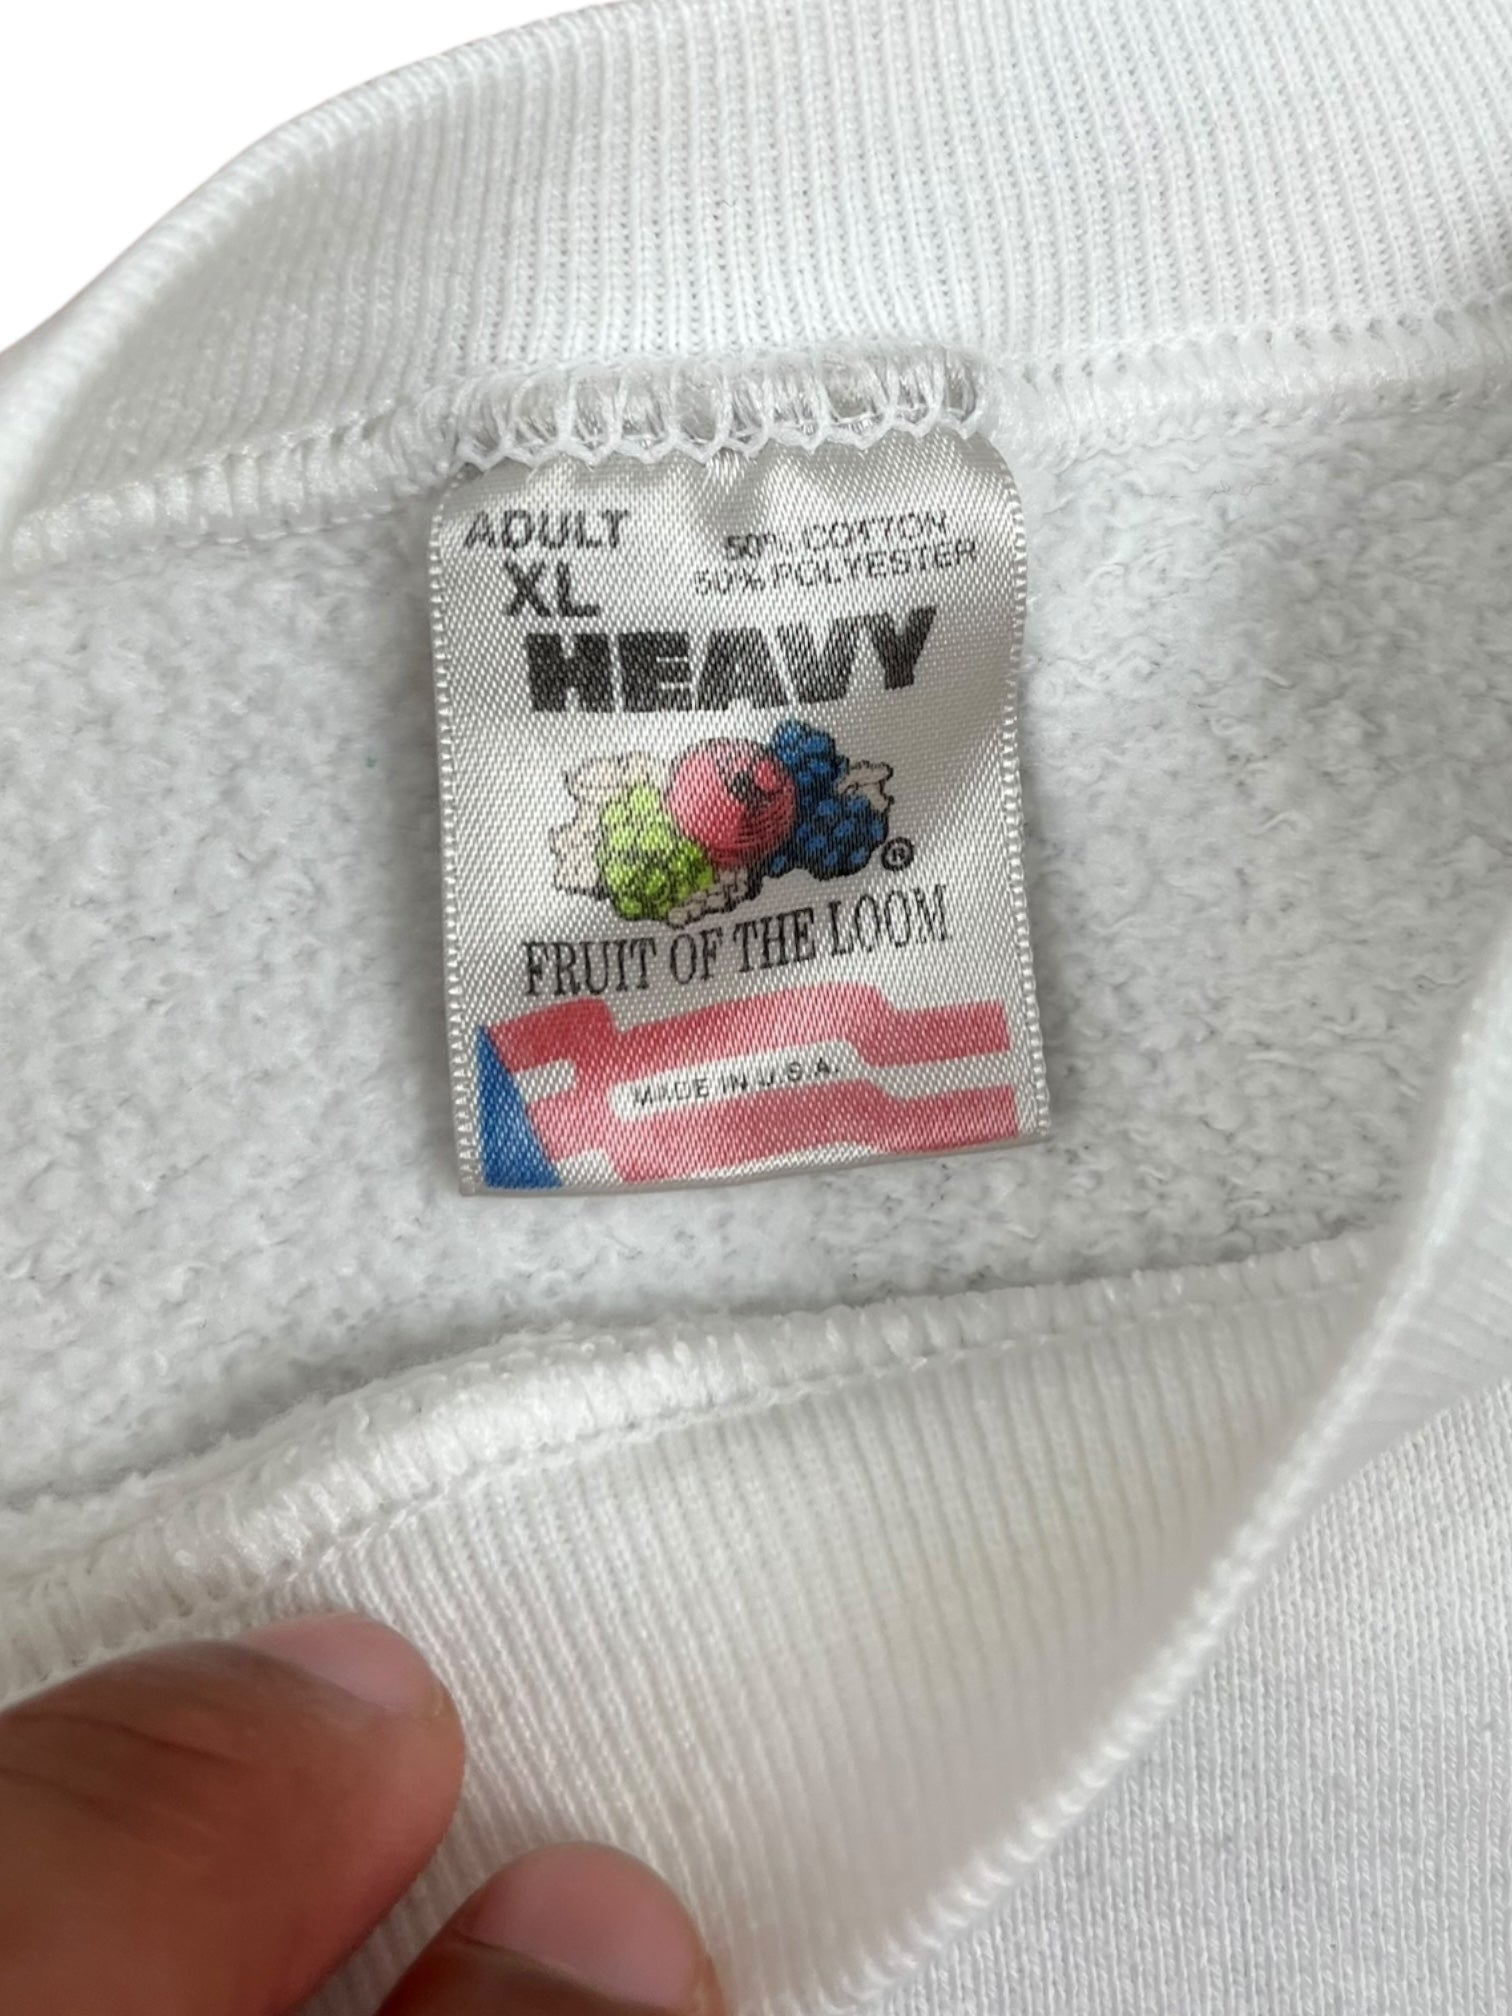 ADULT
XL
50% COTTON
50% POLYESTER
HEAVY
®
FRUIT OF THE LOOM
MADE IN U.S.A.